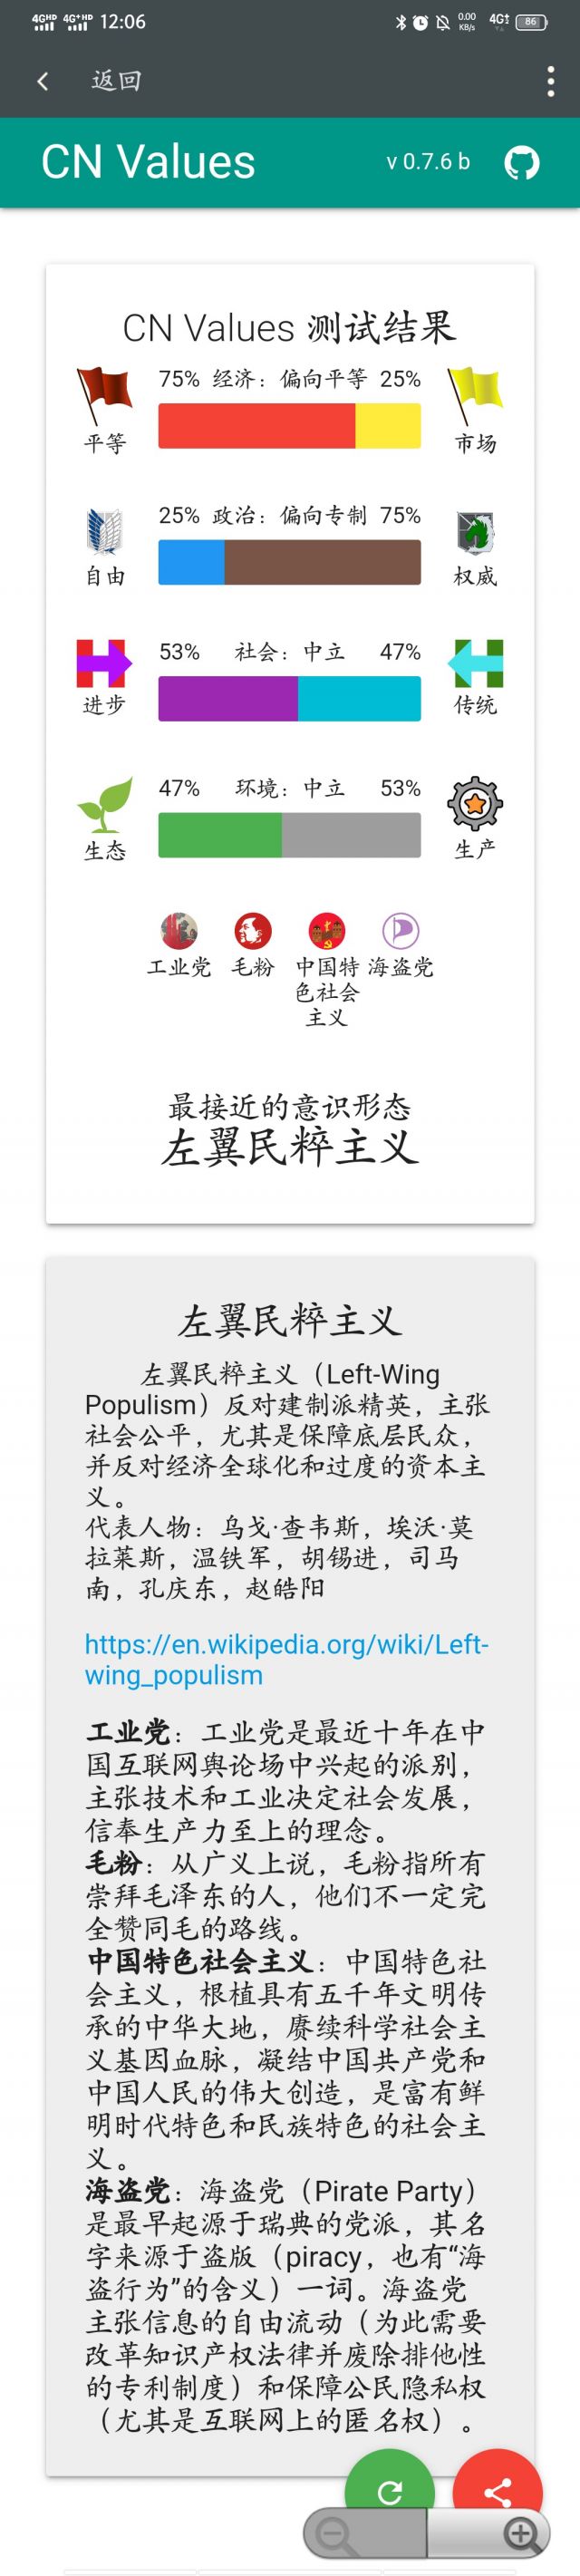 4GHD 4G+HD 12:06 0.00 KB/s 4G 86
返回
CN Values v 0.7.6 b
CN Values 测试结果
75% 经济：偏向平等 25%
平等 市场
25% 政治：偏向专制 75%
自由 权威
53% 社会：中立 47%
进步 传统
47% 环境：中立 53%
生态 生产
工业党 毛粉 中国特 海盗党
色社会
主义
最接近的意识形态
左翼民粹主义
左翼民粹主义
左翼民粹主义（Left-Wing
Populism）反对建制派精英，主张
社会公平，尤其是保障底层民众，
并反对经济全球化和过度的资本主
义。
代表人物：乌戈·查韦斯，埃沃·莫
拉莱斯，温铁军，胡锡进，司马
南，孔庆东，赵皓阳
https://en.wikipedia.org/wiki/Left-
wing_populism
工业党：工业党是最近十年在中
国互联网舆论场中兴起的派别，
主张技术和工业决定社会发展，
信奉生产力至上的理念。
毛粉：从广义上说，毛粉指所有
崇拜毛泽东的人，他们不一定完
全赞同毛的路线。
中国特色社会主义：中国特色社
会主义，根植具有五千年文明传
承的中华大地，赓续科学社会主
义基因血脉，凝结中国共产党和
中国人民的伟大创造，是富有鲜
明时代特色和民族特色的社会主
义。
海盗党：海盗党（Pirate Party）
是最早起源于瑞典的党派，其名
字来源于盗版（piracy，也有“海
盗行为”的含义）一词。海盗党
主张信息的自由流动（为此需要
改革知识产权法律并废除排他性
的专利制度）和保障公民隐私权
（尤其是互联网上的匿名权）。